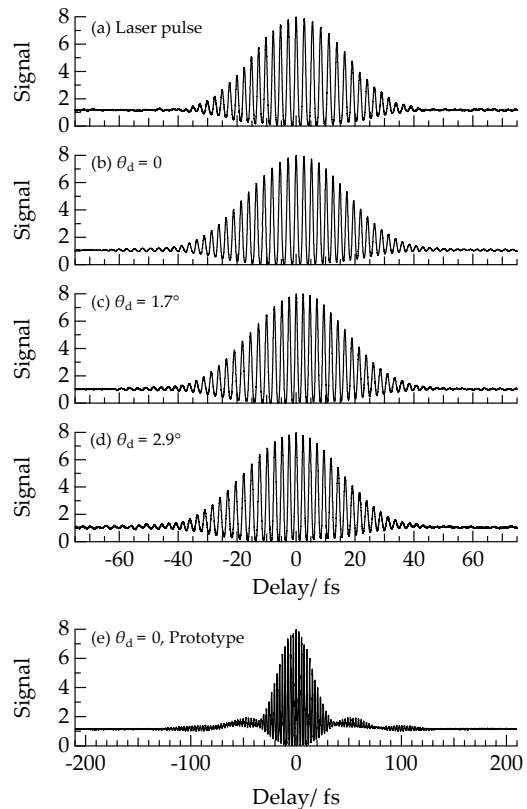 8
(a) Laser pulse
6
Signal
4
2
0
8
(b) θd = 0
6
Signal
4
2
0
8
(c) θd = 1.7°
6
Signal
4
2
0
8
(d) θd = 2.9°
6
Signal
4
2
0
-60 -40 -20 0 20 40 60
Delay/ fs
8
(e) θd = 0, Prototype
6
Signal
4
2
0
-200 -100 0 100 200
Delay/ fs